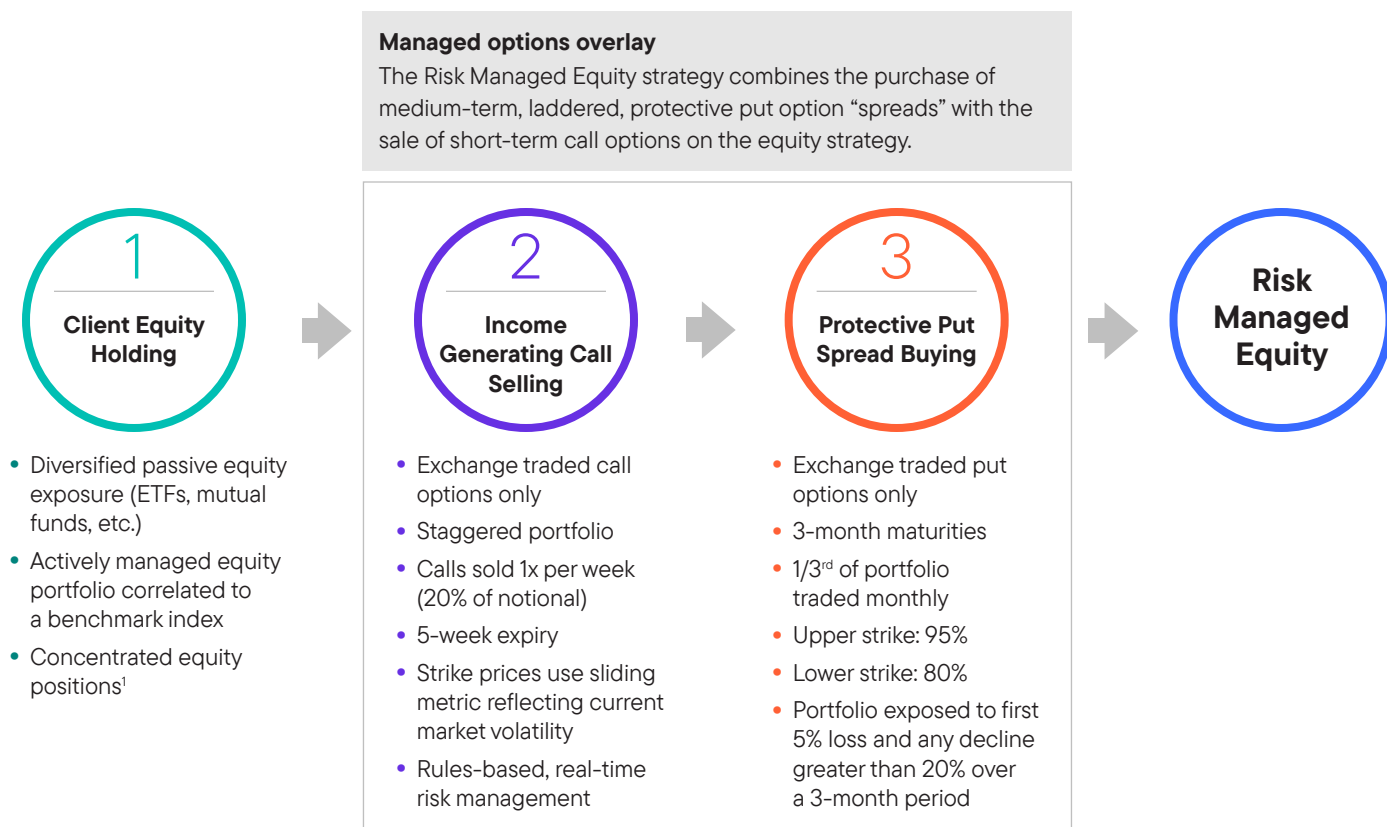 Managed options overlay
The Risk Managed Equity strategy combines the purchase of
medium-term, laddered, protective put option “spreads” with the
sale of short-term call options on the equity strategy.
1
Client Equity
Holding
• Diversified passive equity
exposure (ETFs, mutual
funds, etc.)
• Actively managed equity
portfolio correlated to
a benchmark index
• Concentrated equity
positions¹
2
Income
Generating Call
Selling
• Exchange traded call
options only
• Staggered portfolio
• Calls sold 1x per week
(20% of notional)
• 5-week expiry
• Strike prices use sliding
metric reflecting current
market volatility
• Rules-based, real-time
risk management
3
Protective Put
Spread Buying
• Exchange traded put
options only
• 3-month maturities
• 1/3rd of portfolio
traded monthly
• Upper strike: 95%
• Lower strike: 80%
• Portfolio exposed to first
5% loss and any decline
greater than 20% over
a 3-month period
Risk
Managed
Equity